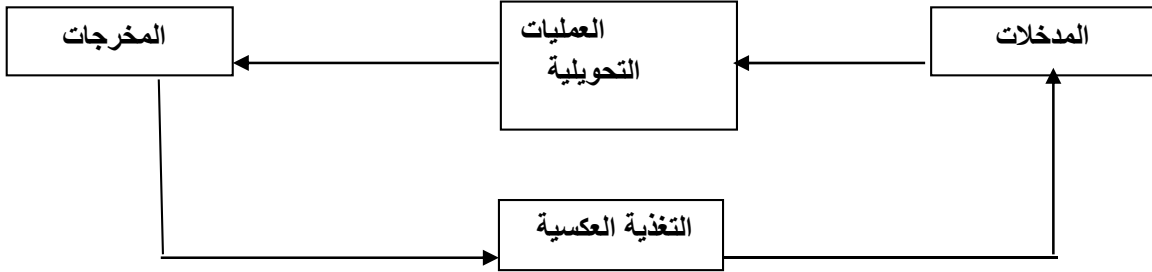 المدخلات
العمليات
التحويلية
المخرجات
التغذية العكسية